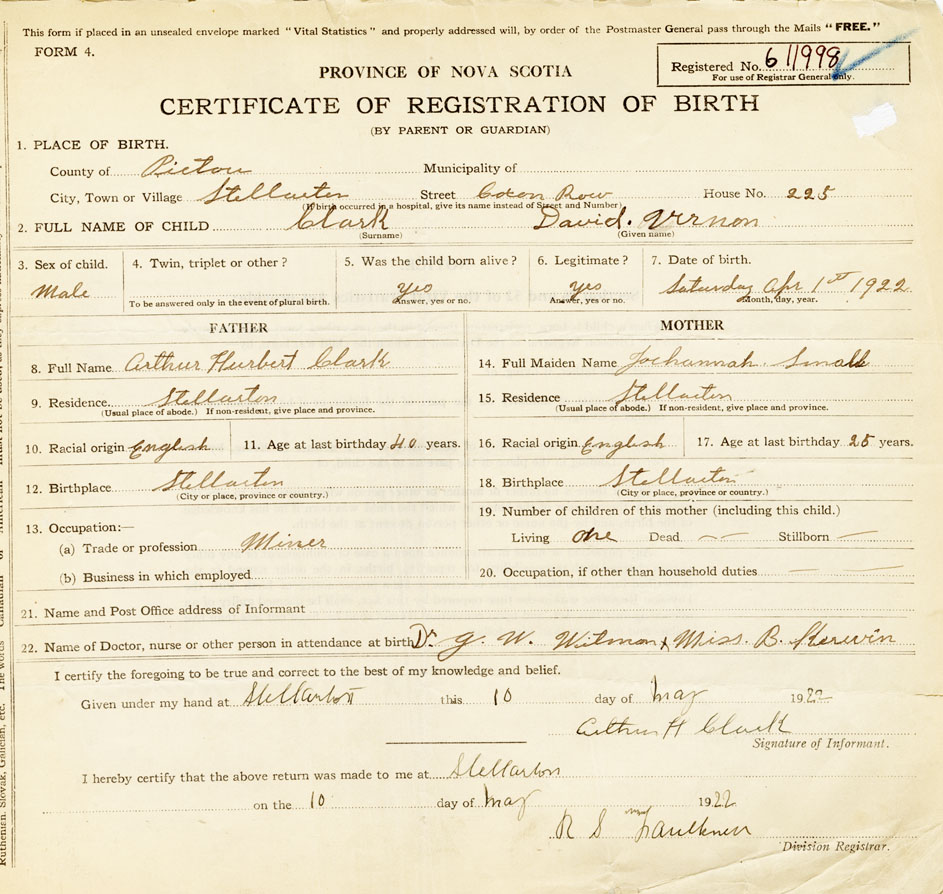 This form if placed in an unsealed envelope marked "Vital Statistics" and properly addressed will, by order of the Postmaster General pass through the Mails "FREE."
FORM 4.
Registered No. 611998
For use of Registrar General only.
PROVINCE OF NOVA SCOTIA
CERTIFICATE OF REGISTRATION OF BIRTH
(BY PARENT OR GUARDIAN)
1. PLACE OF BIRTH.
County of Pictou Municipality of
City, Town or Village Stellarton Street Coxon Row House No. 225
(If birth occurred in a hospital, give its name instead of Street and Number)
2. FULL NAME OF CHILD Clark David. Vernon
(Surname) (Given name)
3. Sex of child. 4. Twin, triplet or other? 5. Was the child born alive? 6. Legitimate? 7. Date of birth.
Male yes yes Saturday Apr 1st 1922
To be answered only in the event of plural birth. Answer, yes or no. Answer, yes or no. Month, day, year.
FATHER MOTHER
8. Full Name Arthur Hurbert Clark 14. Full Maiden Name Johannah. Small
9. Residence Stellarton 15. Residence Stellarton
(Usual place of abode.) If non-resident, give place and province. (Usual place of abode.) If non-resident, give place and province.
10. Racial origin English 11. Age at last birthday 40 years. 16. Racial origin English 17. Age at last birthday 25 years.
12. Birthplace Stellarton 18. Birthplace Stellarton
(City or place, province or country.) (City or place, province or country.)
13. Occupation:— 19. Number of children of this mother (including this child.)
(a) Trade or profession Miner Living one Dead — — Stillborn —
(b) Business in which employed 20. Occupation, if other than household duties — —
21. Name and Post Office address of Informant
22. Name of Doctor, nurse or other person in attendance at birth Dr. G. W. Witman & Miss. B. Kerwin
I certify the foregoing to be true and correct to the best of my knowledge and belief.
Given under my hand at Stellarton this 10 day of May 1922
Arthur H Clark
Signature of Informant.
I hereby certify that the above return was made to me at Stellarton
on the 10 day of May 1922
R S Faulkner
Division Registrar.
Ruthenian, Slovak, Galician, etc. The words Canadian or American must not be used, as they